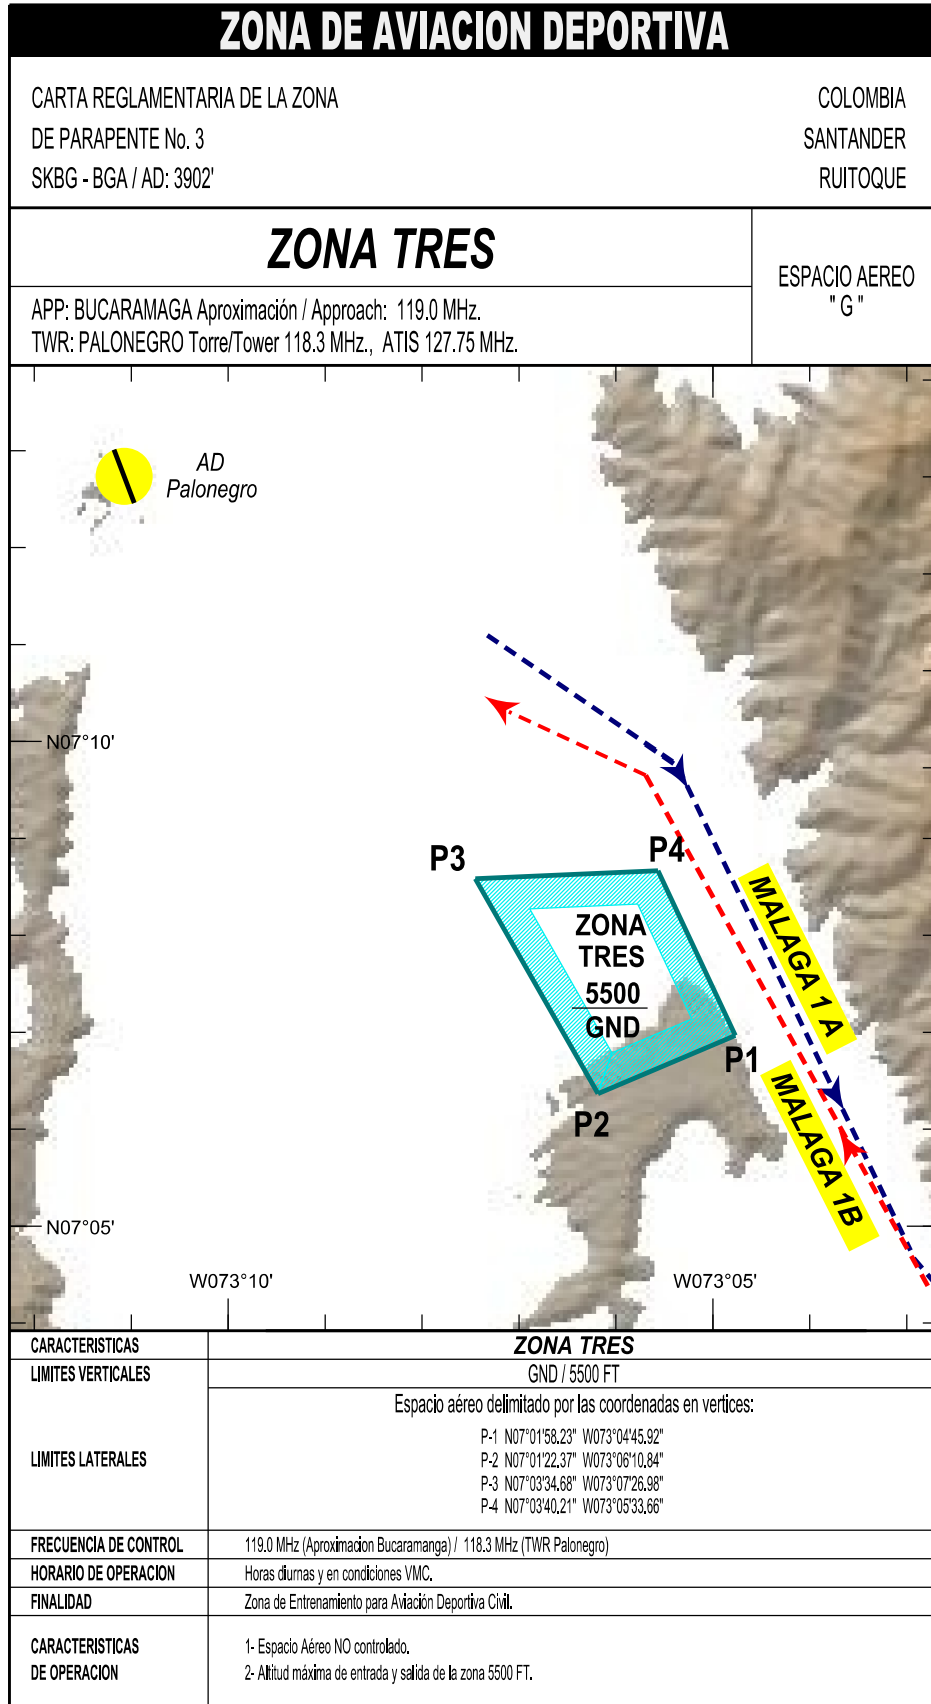 ZONA DE AVIACION DEPORTIVA
CARTA REGLAMENTARIA DE LA ZONA
DE PARAPENTE No. 3
SKBG - BGA / AD: 3902'
COLOMBIA
SANTANDER
RUITOQUE
ZONA TRES
APP: BUCARAMAGA Aproximación / Approach: 119.0 MHz.
TWR: PALONEGRO Torre/Tower 118.3 MHz., ATIS 127.75 MHz.
ESPACIO AEREO
" G "
AD
Palonegro
N07°10'
P3
P4
ZONA
TRES
5500
GND
P1
P2
MALAGA 1 A
MALAGA 1B
N07°05'
W073°10'
W073°05'
CARACTERISTICAS
ZONA TRES
LIMITES VERTICALES
GND / 5500 FT
LIMITES LATERALES
Espacio aéreo delimitado por las coordenadas en vertices:
P-1 N07°01'58.23" W073°04'45.92"
P-2 N07°01'22.37" W073°06'10.84"
P-3 N07°03'34.68" W073°07'26.98"
P-4 N07°03'40.21" W073°05'33.66"
FRECUENCIA DE CONTROL
119.0 MHz (Aproximacion Bucaramanga) / 118.3 MHz (TWR Palonegro)
HORARIO DE OPERACION
Horas diurnas y en condiciones VMC.
FINALIDAD
Zona de Entrenamiento para Aviación Deportiva Civil.
CARACTERISTICAS
DE OPERACION
1- Espacio Aéreo NO controlado.
2- Altitud máxima de entrada y salida de la zona 5500 FT.